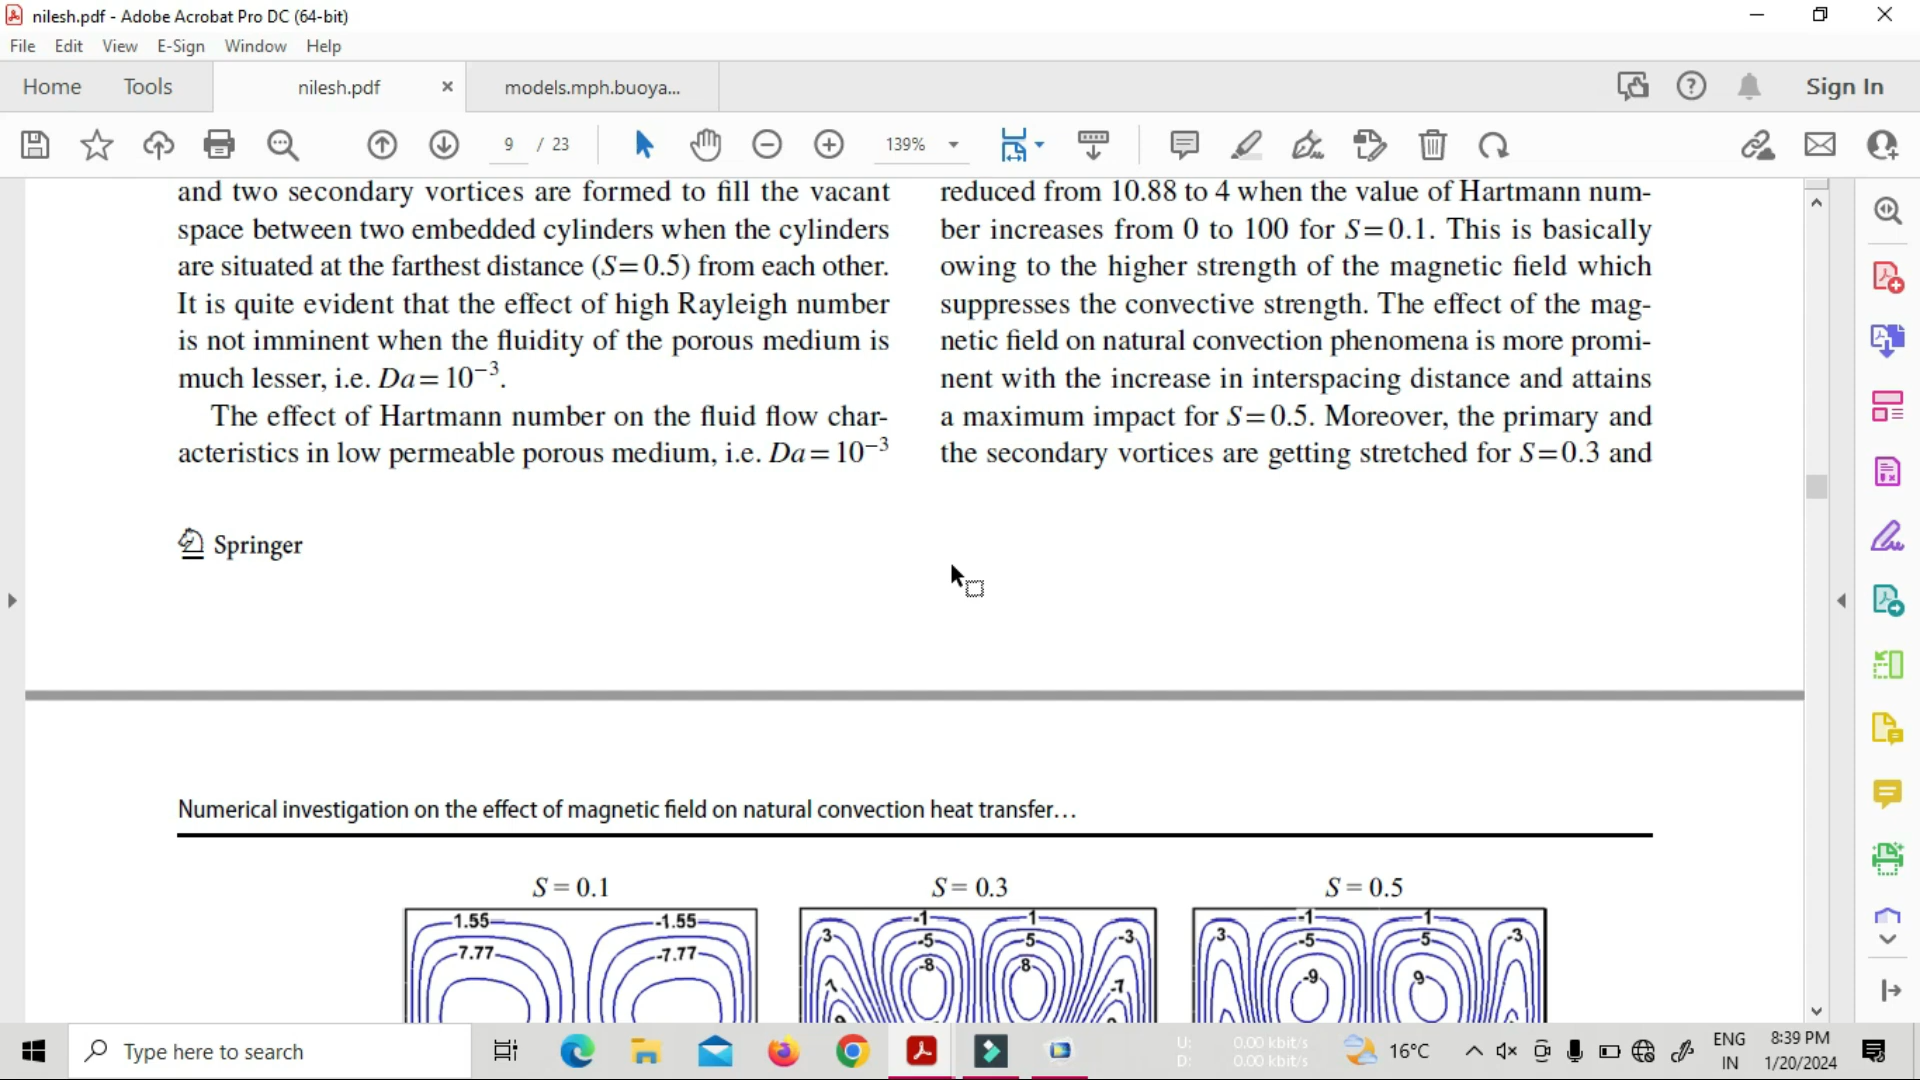 nilesh.pdf - Adobe Acrobat Pro DC (64-bit)
File Edit View E-Sign Window Help
Home Tools nilesh.pdf models.mph.buoya... Sign In
9 / 23 139%
and two secondary vortices are formed to fill the vacant
space between two embedded cylinders when the cylinders
are situated at the farthest distance (S=0.5) from each other.
It is quite evident that the effect of high Rayleigh number
is not imminent when the fluidity of the porous medium is
much lesser, i.e. Da=10⁻³.
The effect of Hartmann number on the fluid flow char-
acteristics in low permeable porous medium, i.e. Da=10⁻³
reduced from 10.88 to 4 when the value of Hartmann num-
ber increases from 0 to 100 for S=0.1. This is basically
owing to the higher strength of the magnetic field which
suppresses the convective strength. The effect of the mag-
netic field on natural convection phenomena is more promi-
nent with the increase in interspacing distance and attains
a maximum impact for S=0.5. Moreover, the primary and
the secondary vortices are getting stretched for S=0.3 and
Springer
Numerical investigation on the effect of magnetic field on natural convection heat transfer…
S = 0.1 S = 0.3 S = 0.5
1.55 -1.55 -1 1 -1 1
3 -5 5 -3 3 -5 5 -3
7.77 -7.77 -8 8 -9 9
-7
Type here to search
U: 0.00 kbit/s
D: 0.00 kbit/s
16°C
ENG
IN
8:39 PM
1/20/2024